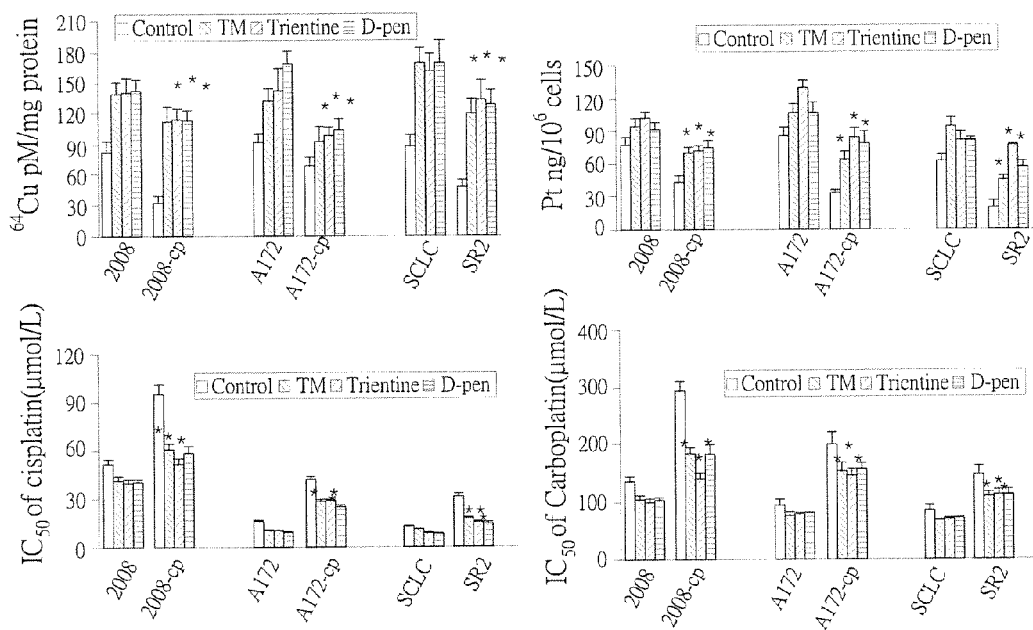 ⁶⁴Cu pM/mg protein
210
180
150
120
90
60
30
0
Control TM Trientine D-pen
* * *
* * *
* * *
2008
2008-cp
A172
A172-cp
SCLC
SR2
Pt ng/10⁶ cells
150
120
90
60
30
0
Control TM Trientine D-pen
* * *
* * *
* * *
2008
2008-cp
A172
A172-cp
SCLC
SR2
IC₅₀ of cisplatin(μmol/L)
120
90
60
30
0
Control TM Trientine D-pen
* * *
* *
* * *
2008
2008-cp
A172
A172-cp
SCLC
SR2
IC₅₀ of Carboplatin(μmol/L)
400
300
200
100
0
Control TM Trientine D-pen
* * *
* * *
* * *
2008
2008-cp
A172
A172-cp
SCLC
SR2